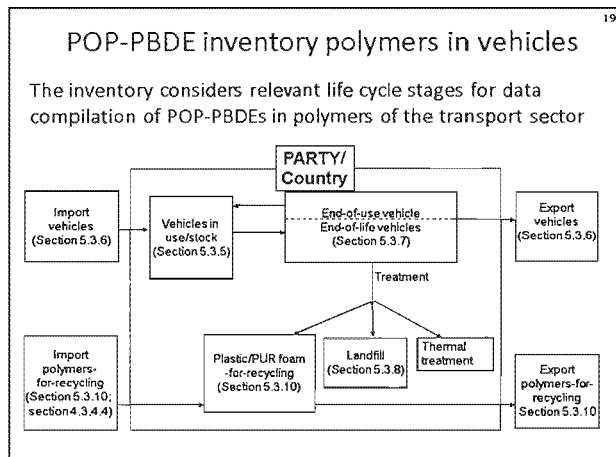 19
POP-PBDE inventory polymers in vehicles
The inventory considers relevant life cycle stages for data
compilation of POP-PBDEs in polymers of the transport sector
PARTY/
Country
Import
vehicles
(Section 5.3.6)
Vehicles in
use/stock
(Section 5.3.5)
End-of-use vehicle
End-of-life vehicles
(Section 5.3.7)
Export
vehicles
(Section 5.3.6)
Treatment
Import
polymers-
for-recycling
(Section 5.3.10;
section 4.3,4.4)
Plastic/PUR foam
-for-recycling
(Section 5.3.10)
Landfill
(Section 5.3.8)
Thermal
treatment
Export
polymers-for-
recycling
Section 5.3.10